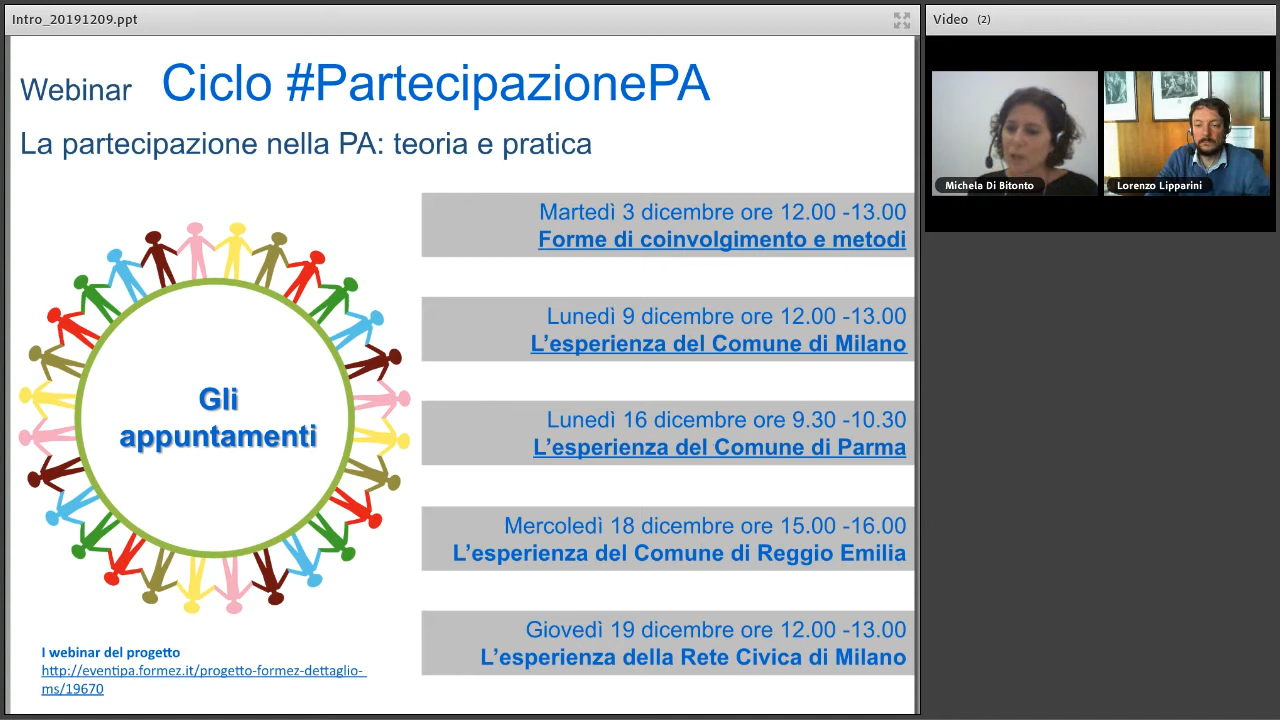 Intro_20191209.ppt
Video (2)
Webinar Ciclo #PartecipazionePA
La partecipazione nella PA: teoria e pratica
Michela Di Bitonto
Lorenzo Lipparini
Gli
appuntamenti
Martedì 3 dicembre ore 12.00 -13.00
Forme di coinvolgimento e metodi
Lunedì 9 dicembre ore 12.00 -13.00
L’esperienza del Comune di Milano
Lunedì 16 dicembre ore 9.30 -10.30
L’esperienza del Comune di Parma
Mercoledì 18 dicembre ore 15.00 -16.00
L’esperienza del Comune di Reggio Emilia
Giovedì 19 dicembre ore 12.00 -13.00
L’esperienza della Rete Civica di Milano
I webinar del progetto
http://eventipa.formez.it/progetto-formez-dettaglio-
ms/19670